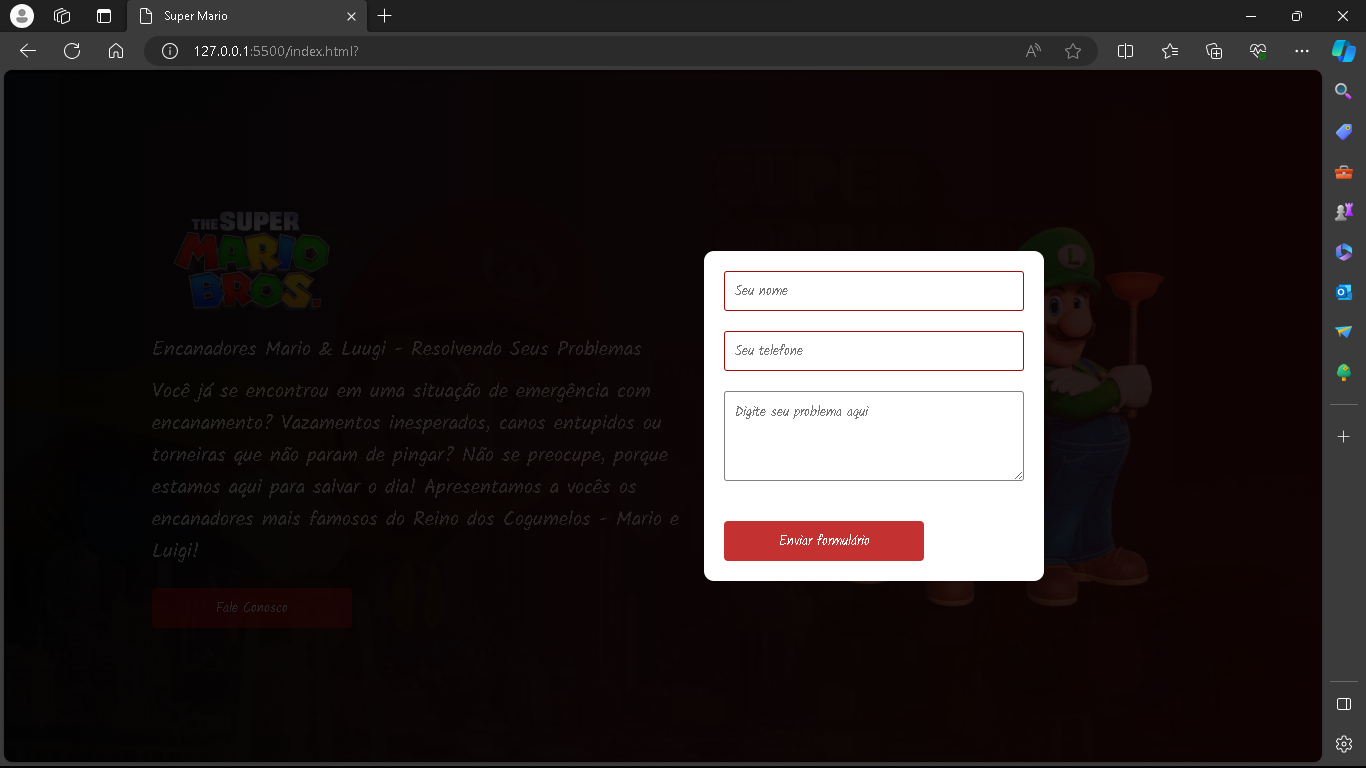 Super Mario
127.0.0.1:5500/index.html?
THE SUPER
MARIO
BROS.
Encanadores Mario & Luugi - Resolvendo Seus Problemas
Você já se encontrou em uma situação de emergência com
encanamento? Vazamentos inesperados, canos entupidos ou
torneiras que não param de pingar? Não se preocupe, porque
estamos aqui para salvar o dia! Apresentamos a vocês os
encanadores mais famosos do Reino dos Cogumelos - Mario e
Luigi!
Fale Conosco
Seu nome
Seu telefone
Digite seu problema aqui
Enviar formulário
L